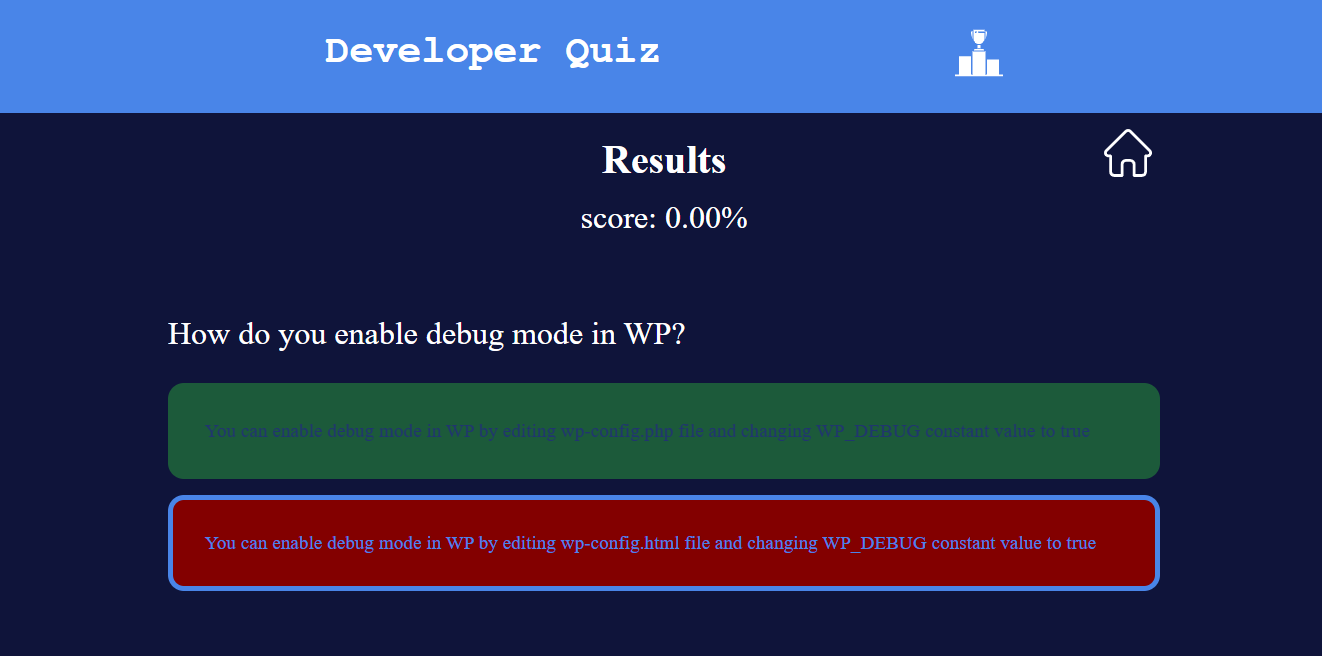 Developer Quiz
Results
score: 0.00%
How do you enable debug mode in WP?
You can enable debug mode in WP by editing wp-config.php file and changing WP_DEBUG constant value to true
You can enable debug mode in WP by editing wp-config.html file and changing WP_DEBUG constant value to true